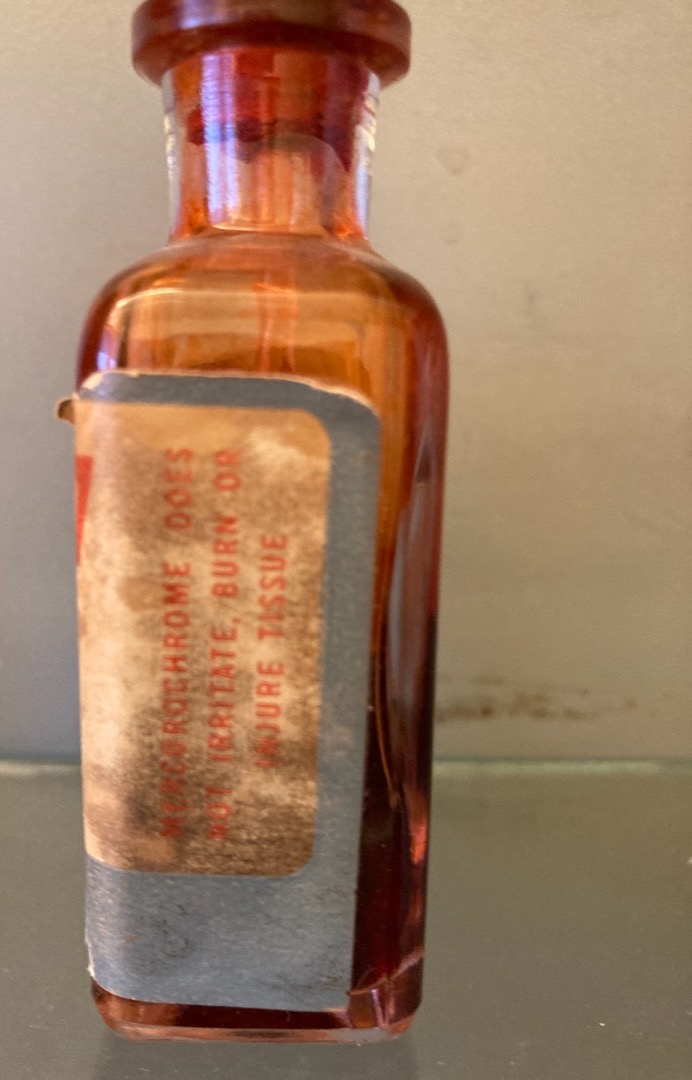 MERCUROCHROME DOES
NOT IRRITATE, BURN OR
INJURE TISSUE